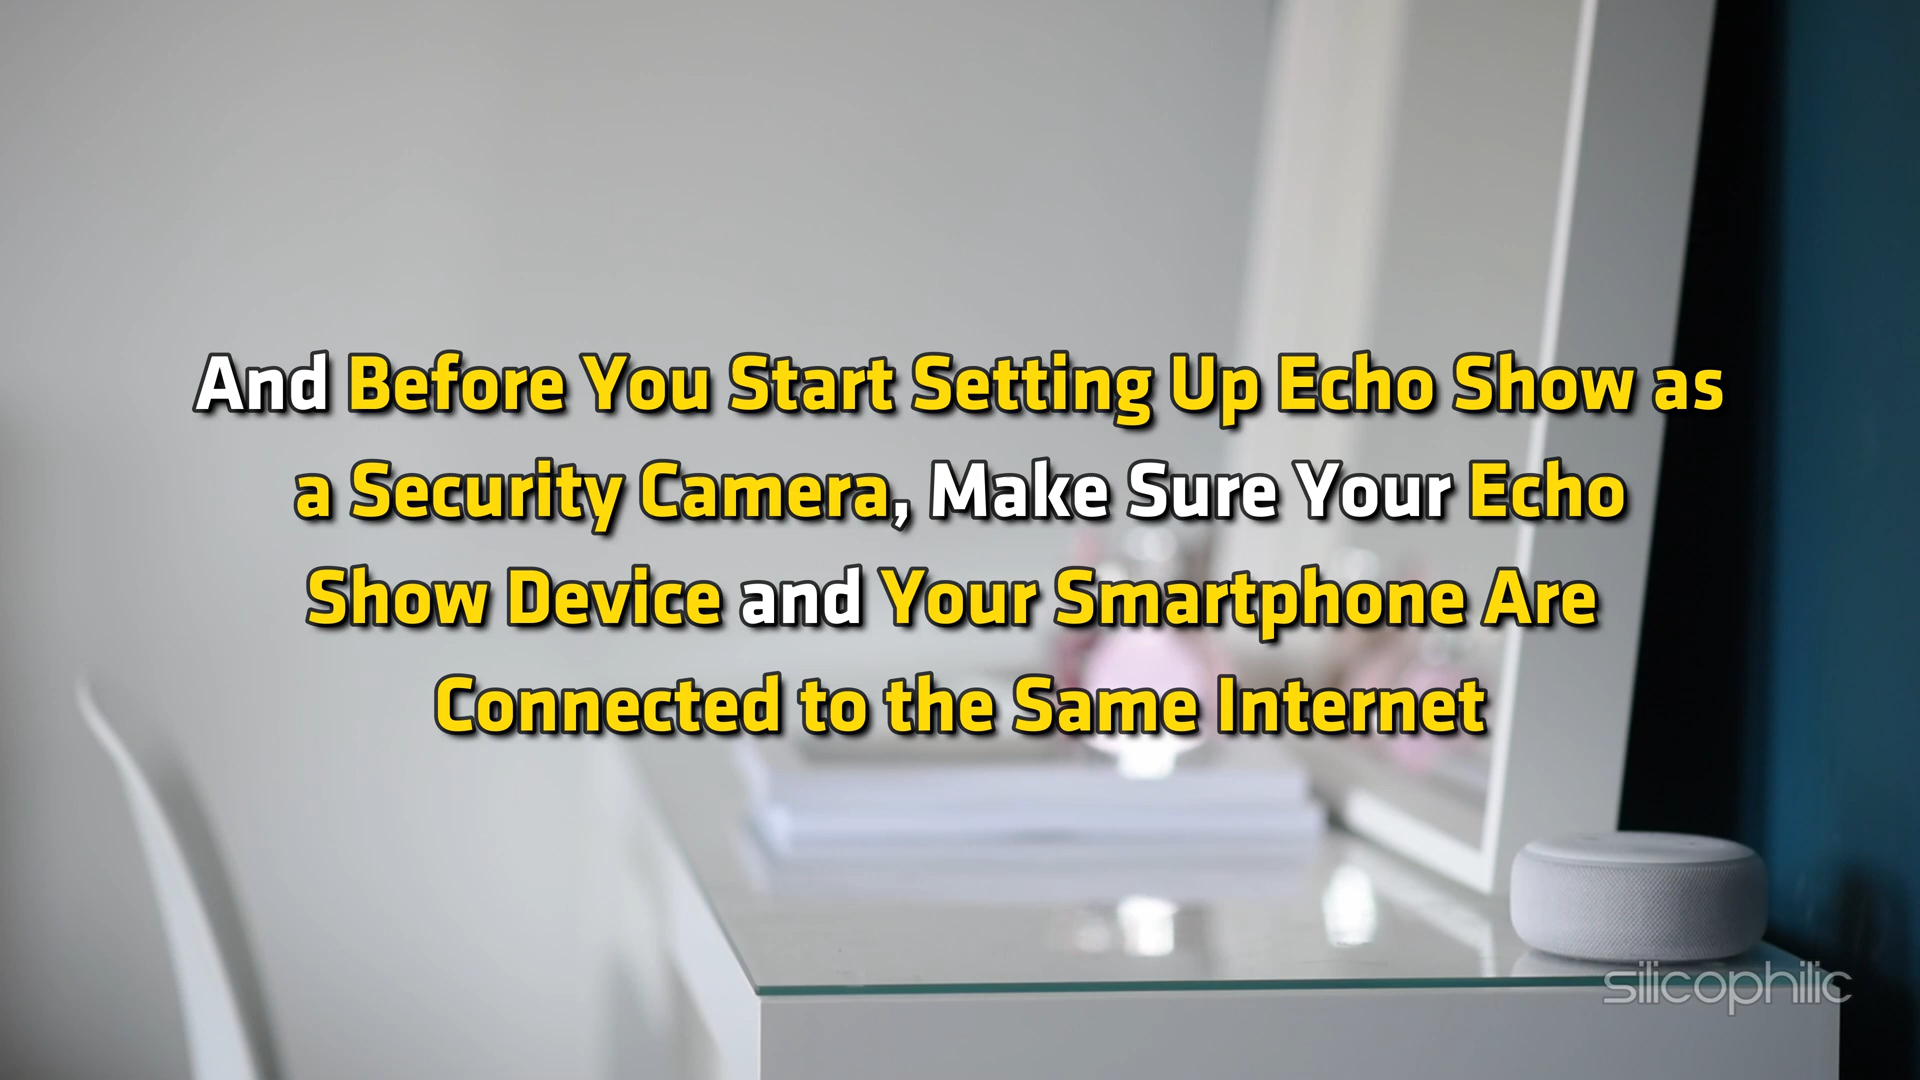 And Before You Start Setting Up Echo Show as
a Security Camera, Make Sure Your Echo
Show Device and Your Smartphone Are
Connected to the Same Internet
silicophilic